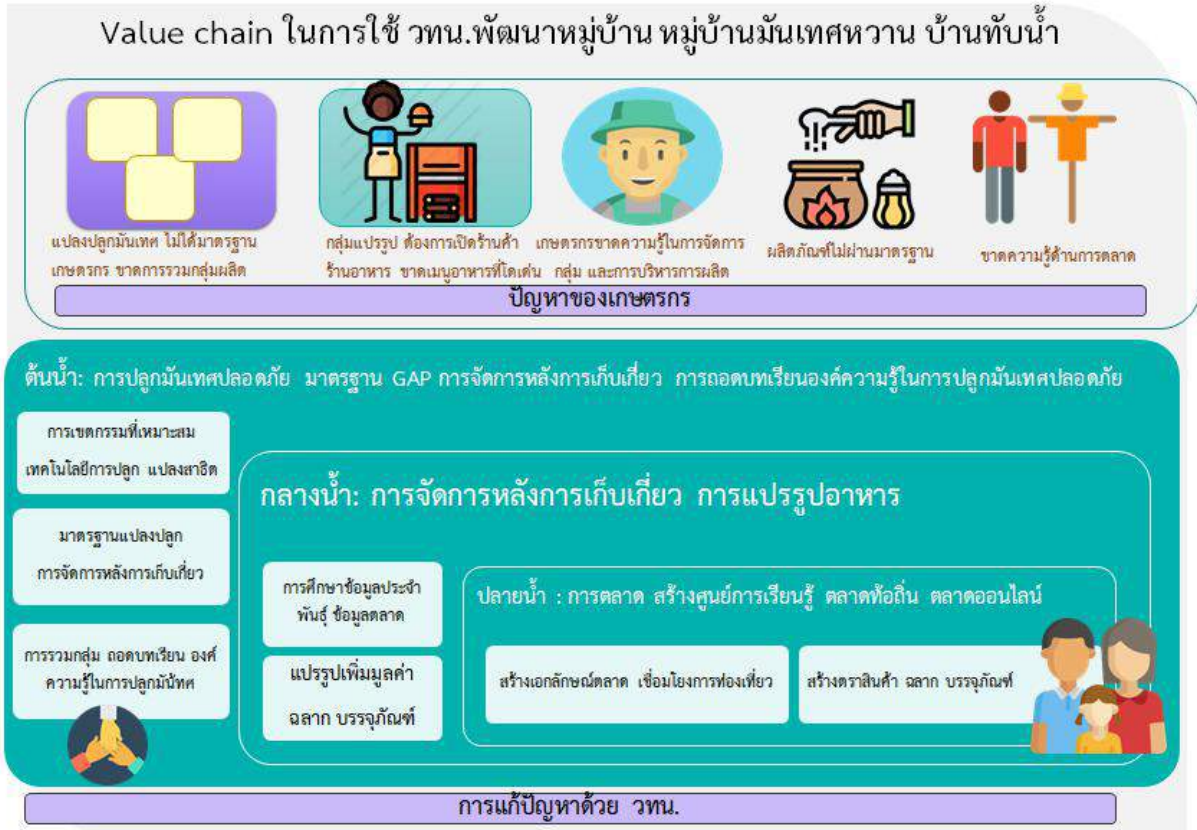 Value chain ในการใช้ วทน.พัฒนาหมู่บ้าน หมู่บ้านมันเทศหวาน บ้านทับน้ำ
แปลงปลูกมันเทศ ไม่ได้มาตรฐาน
เกษตรกร ขาดการรวมกลุ่มผลิต
กลุ่มแปรรูป ต้องการเปิดร้านค้า
ร้านอาหาร ขาดเมนูอาหารที่โดเด่น
เกษตรกรขาดความรู้ในการจัดการ
กลุ่ม และการบริหารการผลิต
ผลิตภัณฑ์ไม่ผ่านมาตรฐาน
ขาดความรู้ด้านการตลาด
ปัญหาของเกษตรกร
ต้นน้ำ: การปลูกมันเทศปลอดภัย มาตรฐาน GAP การจัดการหลังการเก็บเกี่ยว การถอดบทเรียนองค์ความรู้ในการปลูกมันเทศปลอดภัย
การเขตกรรมที่เหมาะสม
เทคโนโลยีการปลูก แปลงสาธิต
มาตรฐานแปลงปลูก
การจัดการหลังการเก็บเกี่ยว
การรวมกลุ่ม ถอดบทเรียน องค์
ความรู้ในการปลูกมันัทศ
กลางน้ำ: การจัดการหลังการเก็บเกี่ยว การแปรรูปอาหาร
การศึกษาข้อมูลประจำ
พันธุ์ ข้อมูลตลาด
แปรรูปเพิ่มมูลค่า
ฉลาก บรรจุภัณฑ์
ปลายน้ำ : การตลาด สร้างศูนย์การเรียนรู้ ตลาดท้อถิ่น ตลาดออนไลน์
สร้างเอกลักษณ์ตลาด เชื่อมโยงการท่องเที่ยว
สร้างตราสินค้า ฉลาก บรรจุภัณฑ์
การแก้ปัญหาด้วย วทน.